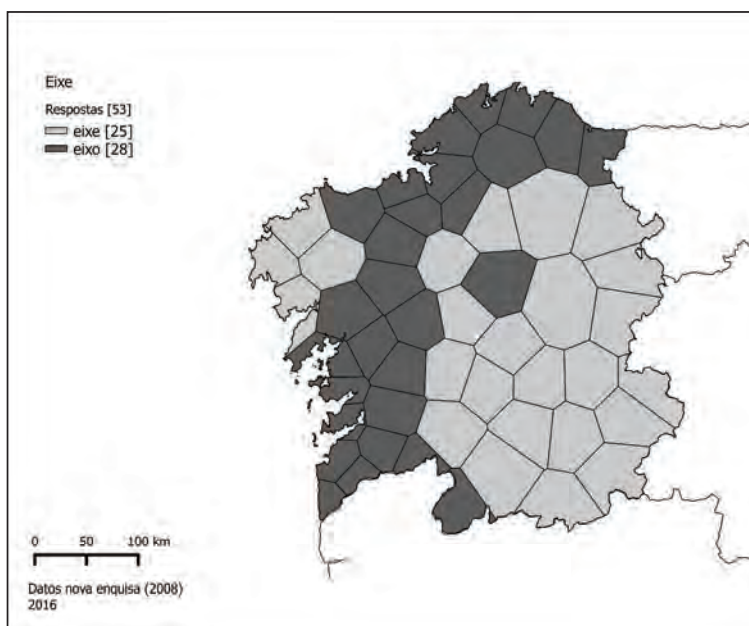 Eixe
Respostas [53]
eixe [25]
eixo [28]
0 50 100 km
Datos nova enquisa (2008)
2016